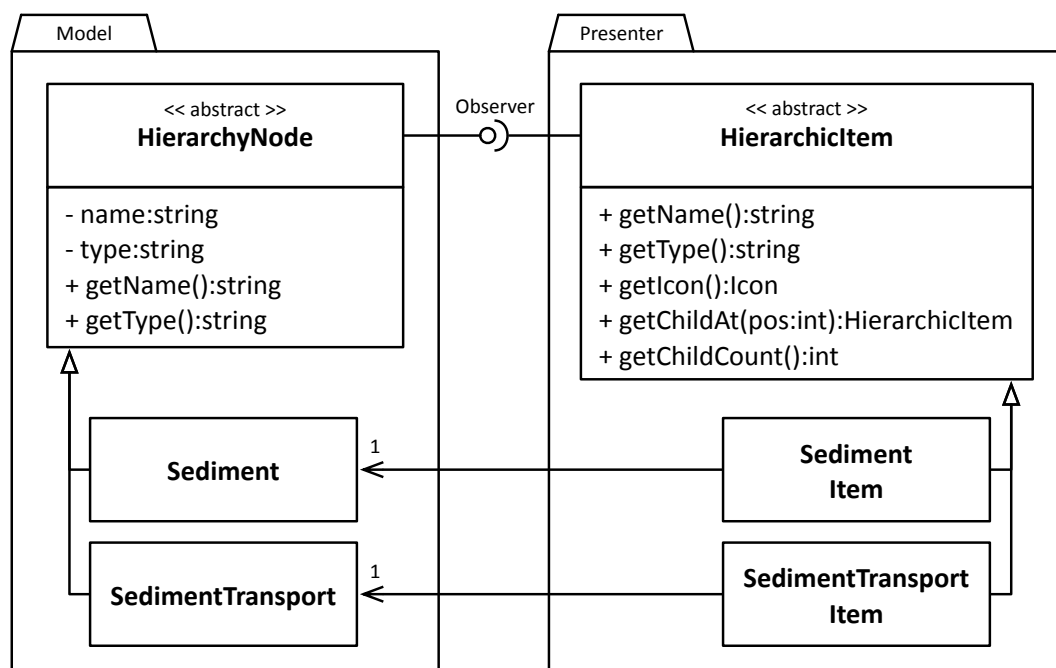 Model
<< abstract >>
HierarchyNode
- name:string
- type:string
+ getName():string
+ getType():string
Sediment
SedimentTransport
Observer
1
1
Presenter
<< abstract >>
HierarchicItem
+ getName():string
+ getType():string
+ getIcon():Icon
+ getChildAt(pos:int):HierarchicItem
+ getChildCount():int
Sediment
Item
SedimentTransport
Item